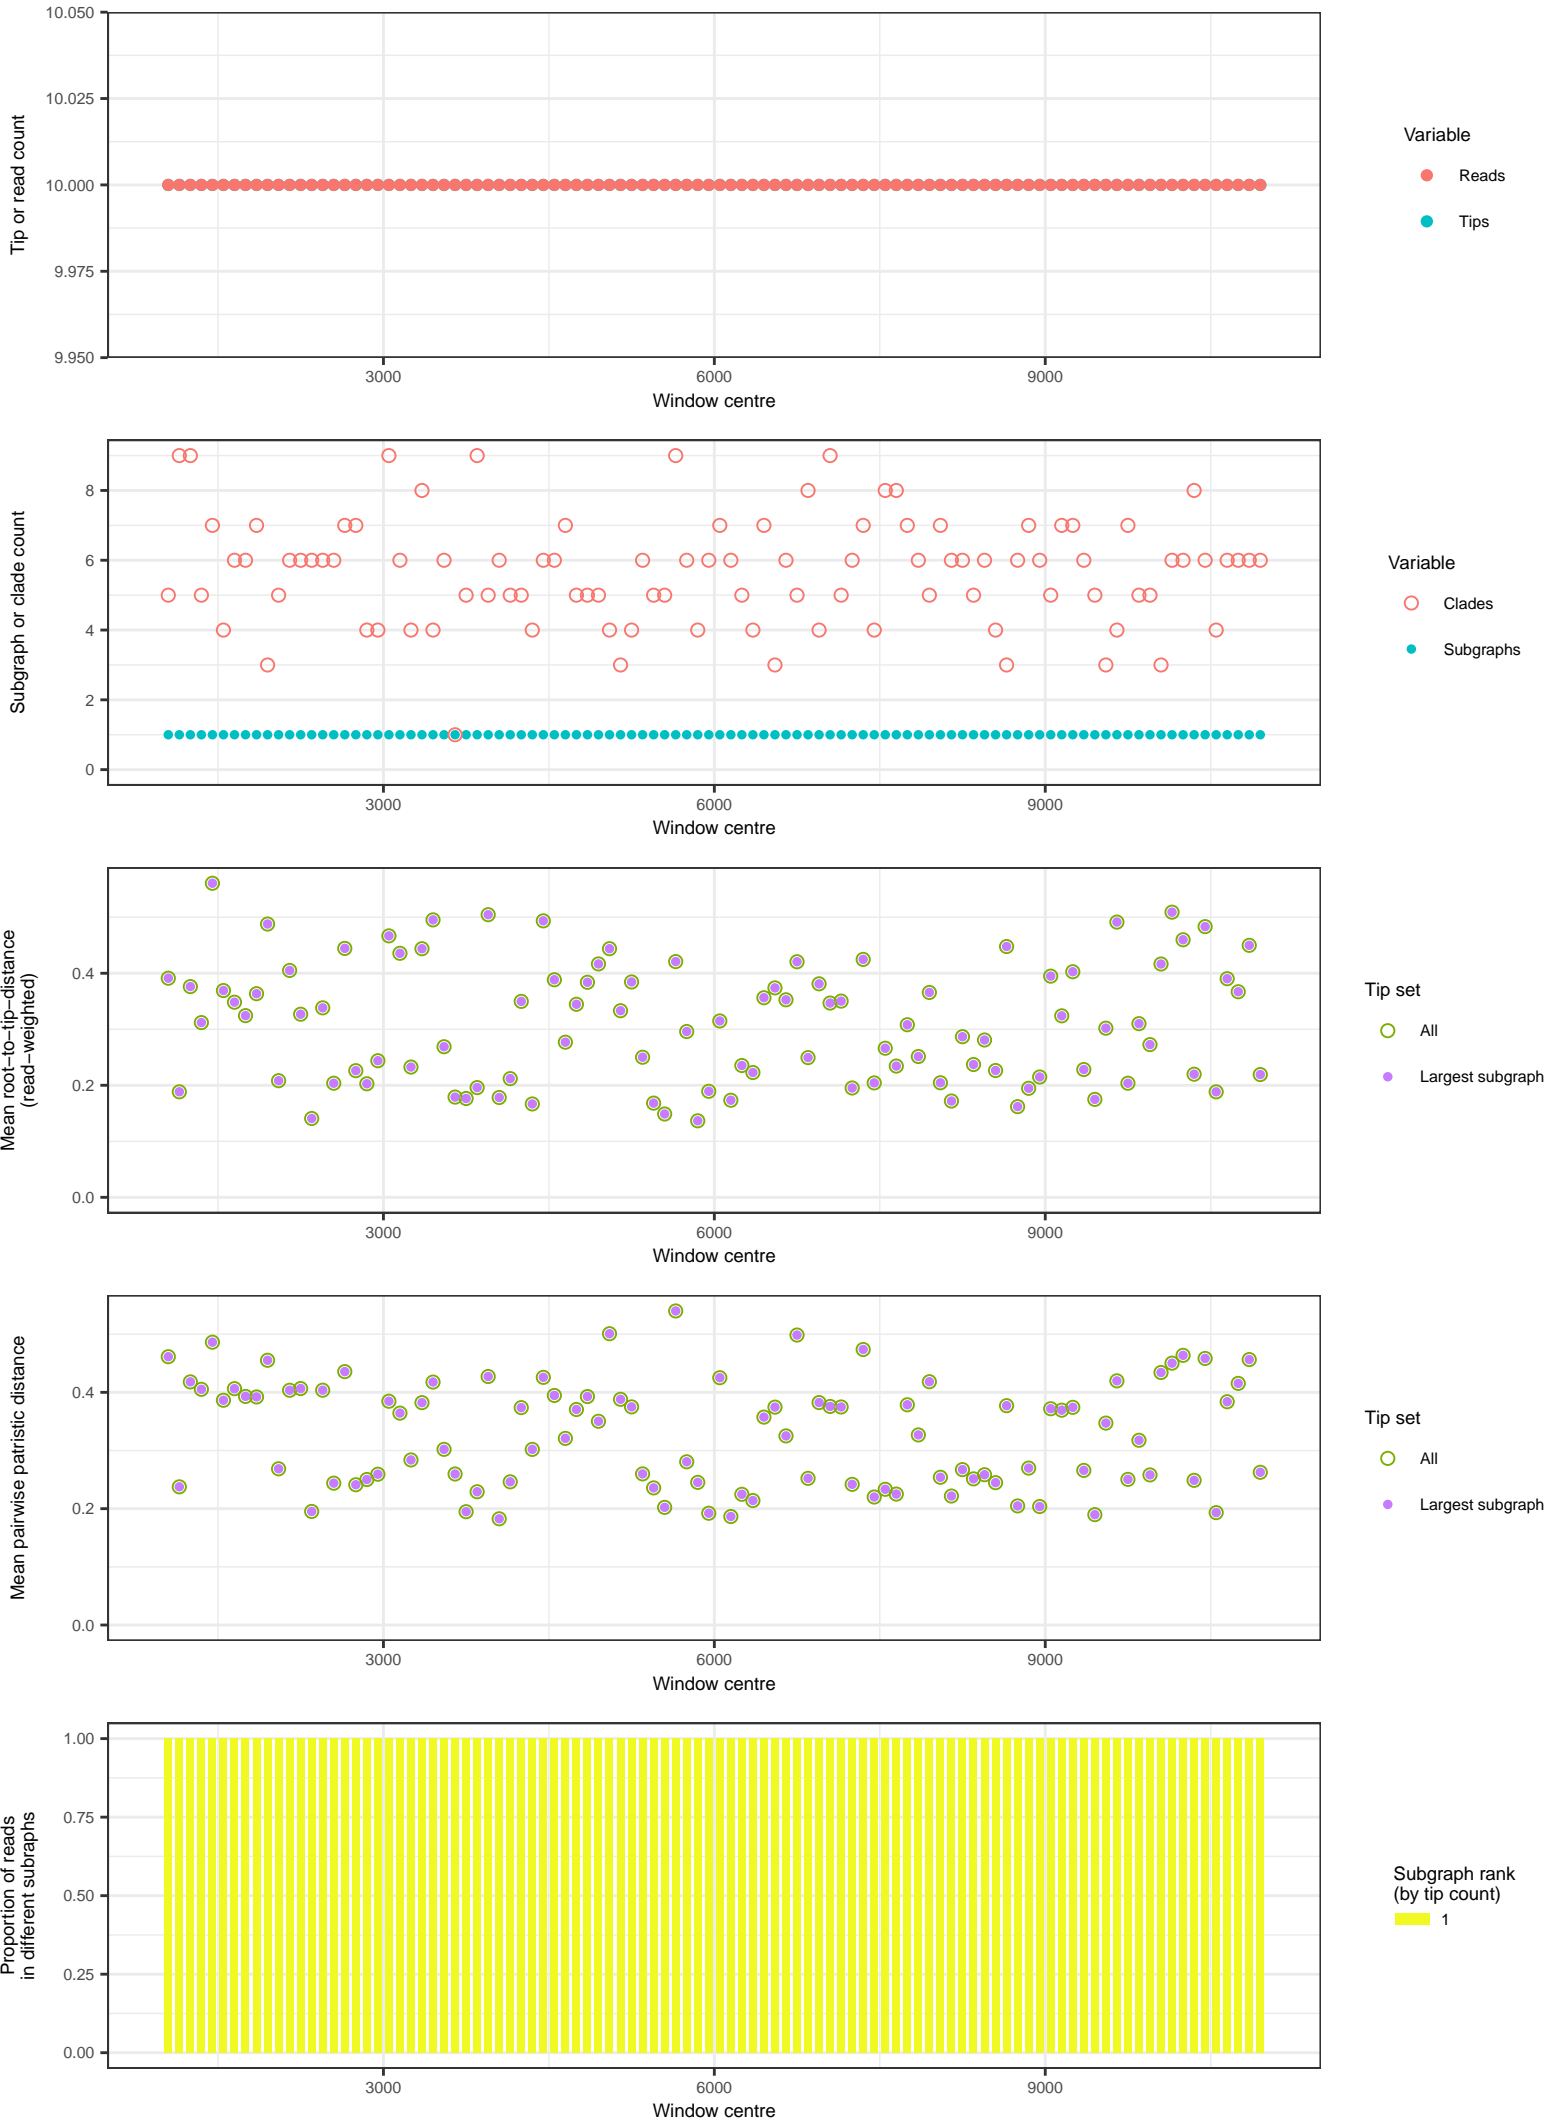 10.050
10.025
10.000
9.975
9.950
Tip or read count
3000 6000 9000
Window centre
Variable
Reads
Tips
8
6
4
2
0
Subgraph or clade count
3000 6000 9000
Window centre
Variable
Clades
Subgraphs
0.4
0.2
0.0
Mean root−to−tip−distance
(read−weighted)
3000 6000 9000
Window centre
Tip set
All
Largest subgraph
0.4
0.2
0.0
Mean pairwise patristic distance
3000 6000 9000
Window centre
Tip set
All
Largest subgraph
1.00
0.75
0.50
0.25
0.00
Proportion of reads
in different subraphs
3000 6000 9000
Window centre
Subgraph rank
(by tip count)
1